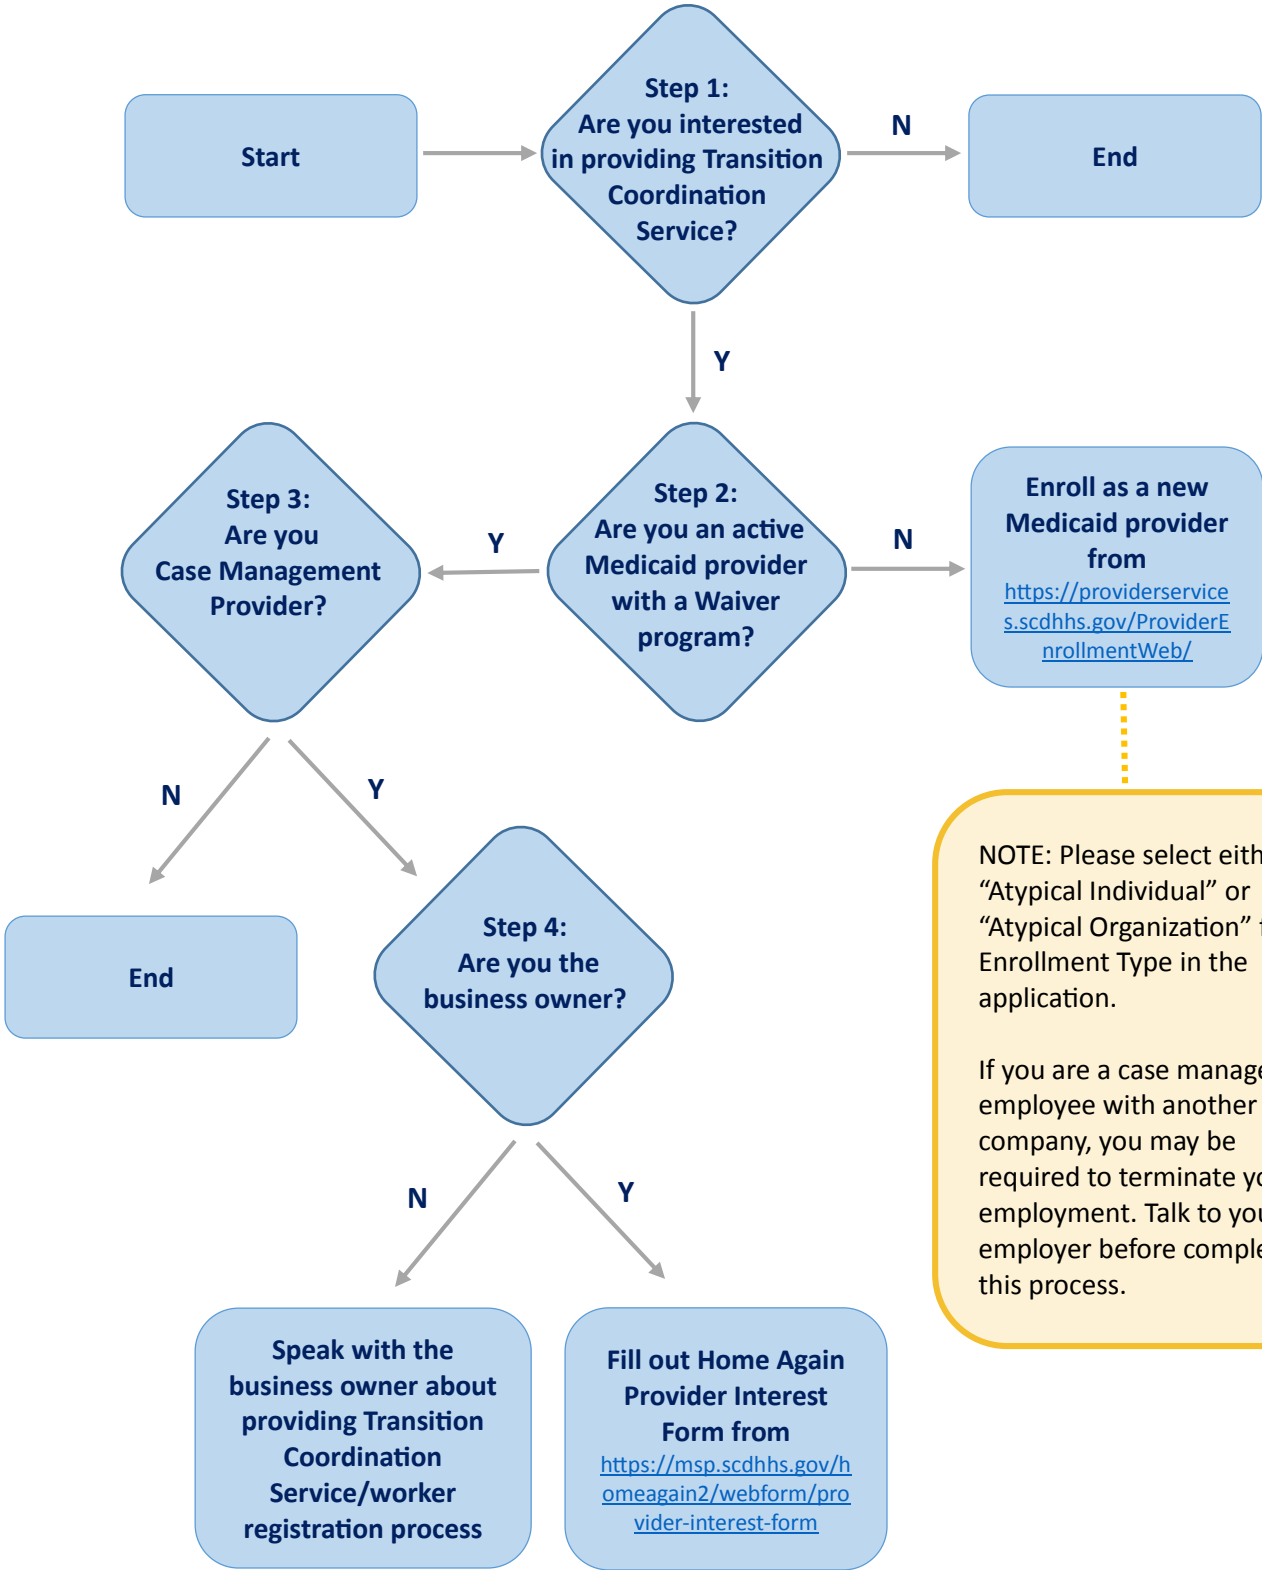 Start
Step 1:
Are you interested
in providing Transition
Coordination
Service?
N
End
Y
Step 3:
Are you
Case Management
Provider?
Y
Step 2:
Are you an active
Medicaid provider
with a Waiver
program?
N
Enroll as a new
Medicaid provider
from
https://providerservice
s.scdhhs.gov/ProviderE
nrollmentWeb/
N
Y
End
Step 4:
Are you the
business owner?
NOTE: Please select
“Atypical Individual” or
“Atypical Organization”
Enrollment Type in the
application.
If you are a case
employee with another
company, you may be
required to terminate
employment. Talk to
employer before
this process.
N
Y
Speak with the
business owner about
providing Transition
Coordination
Service/worker
registration process
Fill out Home Again
Provider Interest
Form from
https://msp.scdhhs.gov/h
omeagain2/webform/pro
vider-interest-form